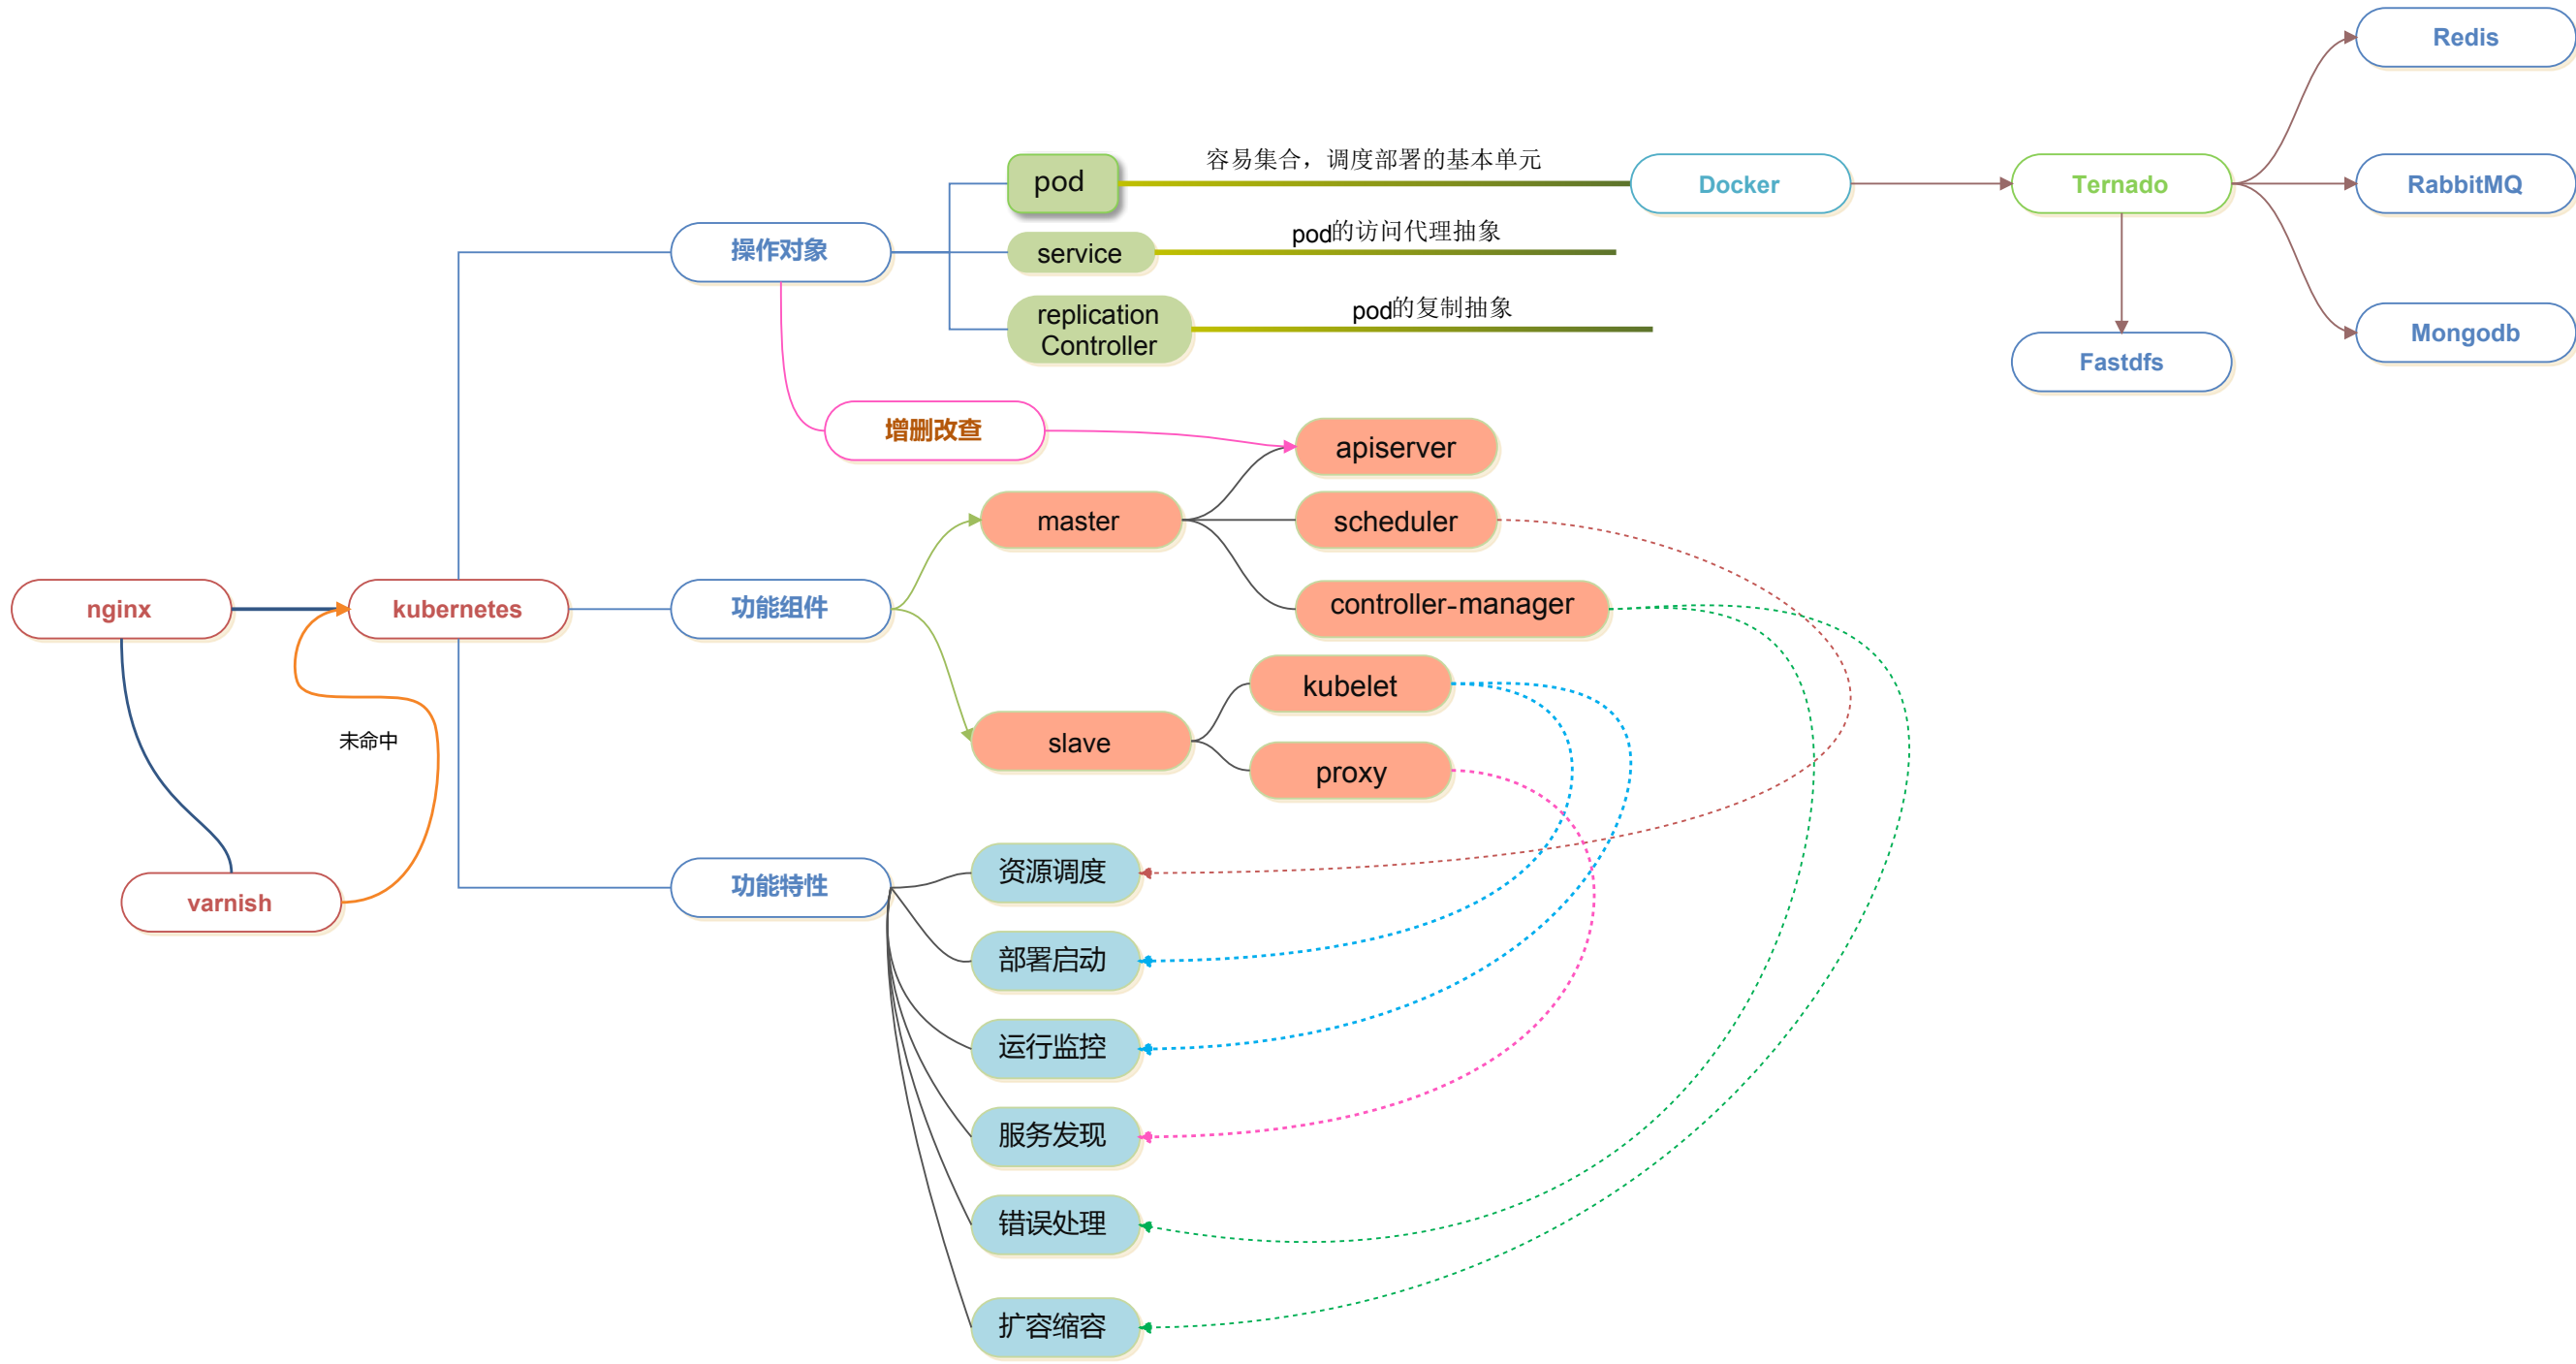 Redis
容易集合，调度部署的基本单元
pod
Docker
Ternado
RabbitMQ
操作对象
service
pod的访问代理抽象
replication
Controller
pod的复制抽象
Mongodb
Fastdfs
增删改查
apiserver
master
scheduler
nginx
kubernetes
功能组件
controller-manager
kubelet
未命中
slave
proxy
varnish
功能特性
资源调度
部署启动
运行监控
服务发现
错误处理
扩容缩容